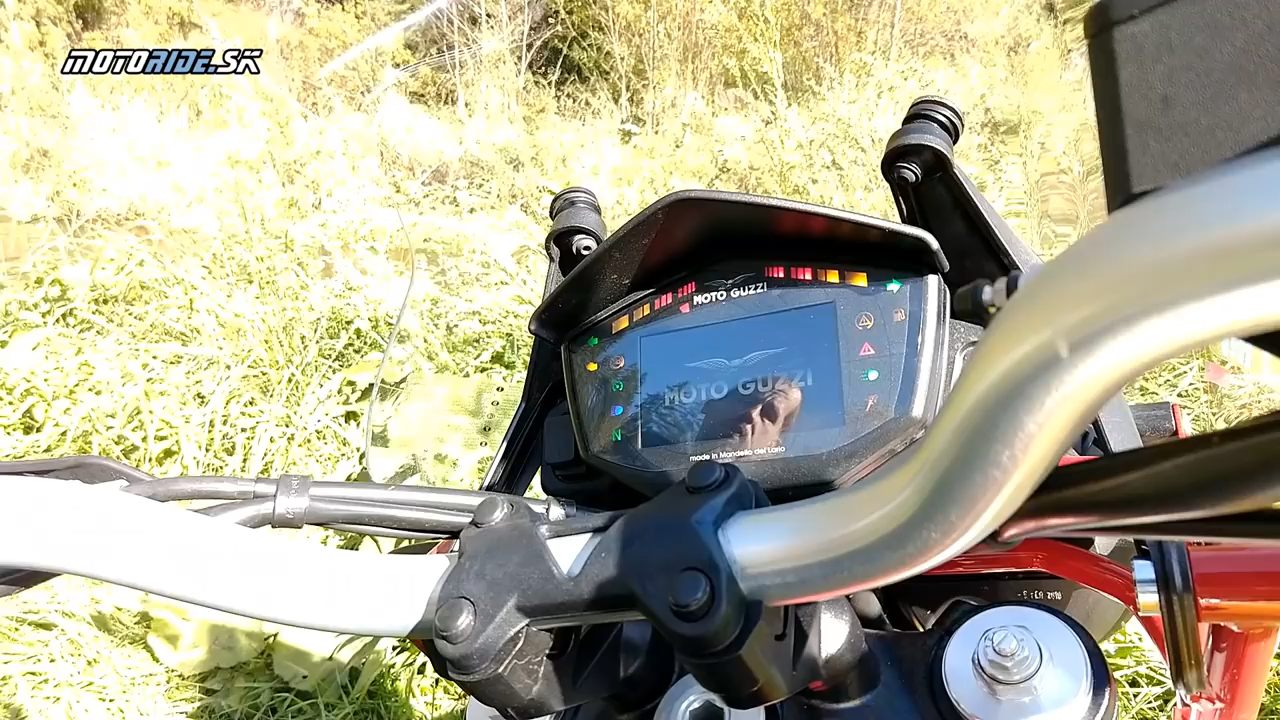 MOTORIDE.SK
MOTO GUZZI
MOTO GUZZI
N
made in Mandello del Lario